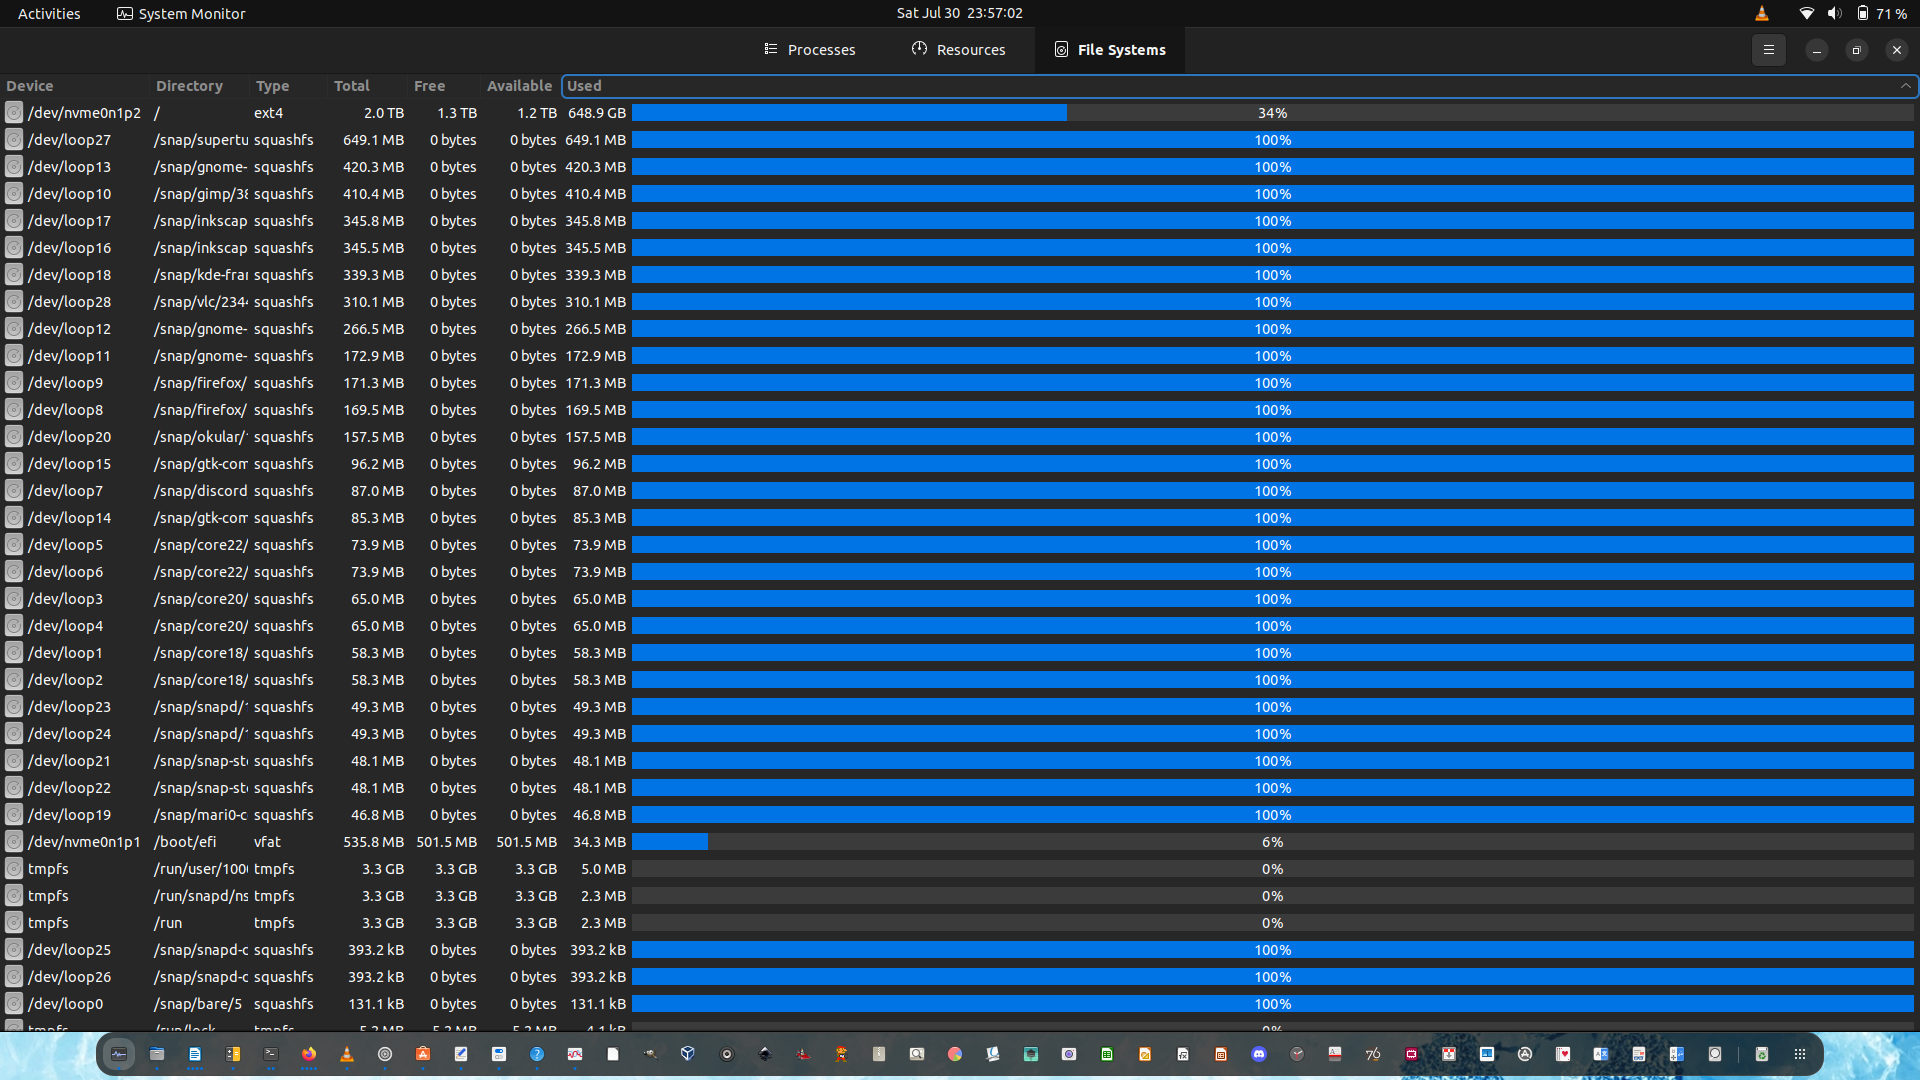 Activities System Monitor Sat Jul 30 23:57:02 71 %
Processes Resources File Systems
Device Directory Type Total Free Available Used
/dev/nvme0n1p2 / ext4 2.0 TB 1.3 TB 1.2 TB 648.9 GB 34%
/dev/loop27 /snap/supertu squashfs 649.1 MB 0 bytes 0 bytes 649.1 MB 100%
/dev/loop13 /snap/gnome- squashfs 420.3 MB 0 bytes 0 bytes 420.3 MB 100%
/dev/loop10 /snap/gimp/38 squashfs 410.4 MB 0 bytes 0 bytes 410.4 MB 100%
/dev/loop17 /snap/inkscap squashfs 345.8 MB 0 bytes 0 bytes 345.8 MB 100%
/dev/loop16 /snap/inkscap squashfs 345.5 MB 0 bytes 0 bytes 345.5 MB 100%
/dev/loop18 /snap/kde-frar squashfs 339.3 MB 0 bytes 0 bytes 339.3 MB 100%
/dev/loop28 /snap/vlc/2344 squashfs 310.1 MB 0 bytes 0 bytes 310.1 MB 100%
/dev/loop12 /snap/gnome- squashfs 266.5 MB 0 bytes 0 bytes 266.5 MB 100%
/dev/loop11 /snap/gnome- squashfs 172.9 MB 0 bytes 0 bytes 172.9 MB 100%
/dev/loop9 /snap/firefox/ squashfs 171.3 MB 0 bytes 0 bytes 171.3 MB 100%
/dev/loop8 /snap/firefox/ squashfs 169.5 MB 0 bytes 0 bytes 169.5 MB 100%
/dev/loop20 /snap/okular/ squashfs 157.5 MB 0 bytes 0 bytes 157.5 MB 100%
/dev/loop15 /snap/gtk-com squashfs 96.2 MB 0 bytes 0 bytes 96.2 MB 100%
/dev/loop7 /snap/discord squashfs 87.0 MB 0 bytes 0 bytes 87.0 MB 100%
/dev/loop14 /snap/gtk-com squashfs 85.3 MB 0 bytes 0 bytes 85.3 MB 100%
/dev/loop5 /snap/core22/ squashfs 73.9 MB 0 bytes 0 bytes 73.9 MB 100%
/dev/loop6 /snap/core22/ squashfs 73.9 MB 0 bytes 0 bytes 73.9 MB 100%
/dev/loop3 /snap/core20/ squashfs 65.0 MB 0 bytes 0 bytes 65.0 MB 100%
/dev/loop4 /snap/core20/ squashfs 65.0 MB 0 bytes 0 bytes 65.0 MB 100%
/dev/loop1 /snap/core18/ squashfs 58.3 MB 0 bytes 0 bytes 58.3 MB 100%
/dev/loop2 /snap/core18/ squashfs 58.3 MB 0 bytes 0 bytes 58.3 MB 100%
/dev/loop23 /snap/snapd/ squashfs 49.3 MB 0 bytes 0 bytes 49.3 MB 100%
/dev/loop24 /snap/snapd/ squashfs 49.3 MB 0 bytes 0 bytes 49.3 MB 100%
/dev/loop21 /snap/snap-st squashfs 48.1 MB 0 bytes 0 bytes 48.1 MB 100%
/dev/loop22 /snap/snap-st squashfs 48.1 MB 0 bytes 0 bytes 48.1 MB 100%
/dev/loop19 /snap/mari0-c squashfs 46.8 MB 0 bytes 0 bytes 46.8 MB 100%
/dev/nvme0n1p1 /boot/efi vfat 535.8 MB 501.5 MB 501.5 MB 34.3 MB 6%
tmpfs /run/user/100 tmpfs 3.3 GB 3.3 GB 3.3 GB 5.0 MB 0%
tmpfs /run/snapd/ns tmpfs 3.3 GB 3.3 GB 3.3 GB 2.3 MB 0%
tmpfs /run tmpfs 3.3 GB 3.3 GB 3.3 GB 2.3 MB 0%
/dev/loop25 /snap/snapd-c squashfs 393.2 kB 0 bytes 0 bytes 393.2 kB 100%
/dev/loop26 /snap/snapd-c squashfs 393.2 kB 0 bytes 0 bytes 393.2 kB 100%
/dev/loop0 /snap/bare/5 squashfs 131.1 kB 0 bytes 0 bytes 131.1 kB 100%
tmpfs /run/lock tmpfs 5.2 MB 5.2 MB 5.2 MB 4.1 kB 0%